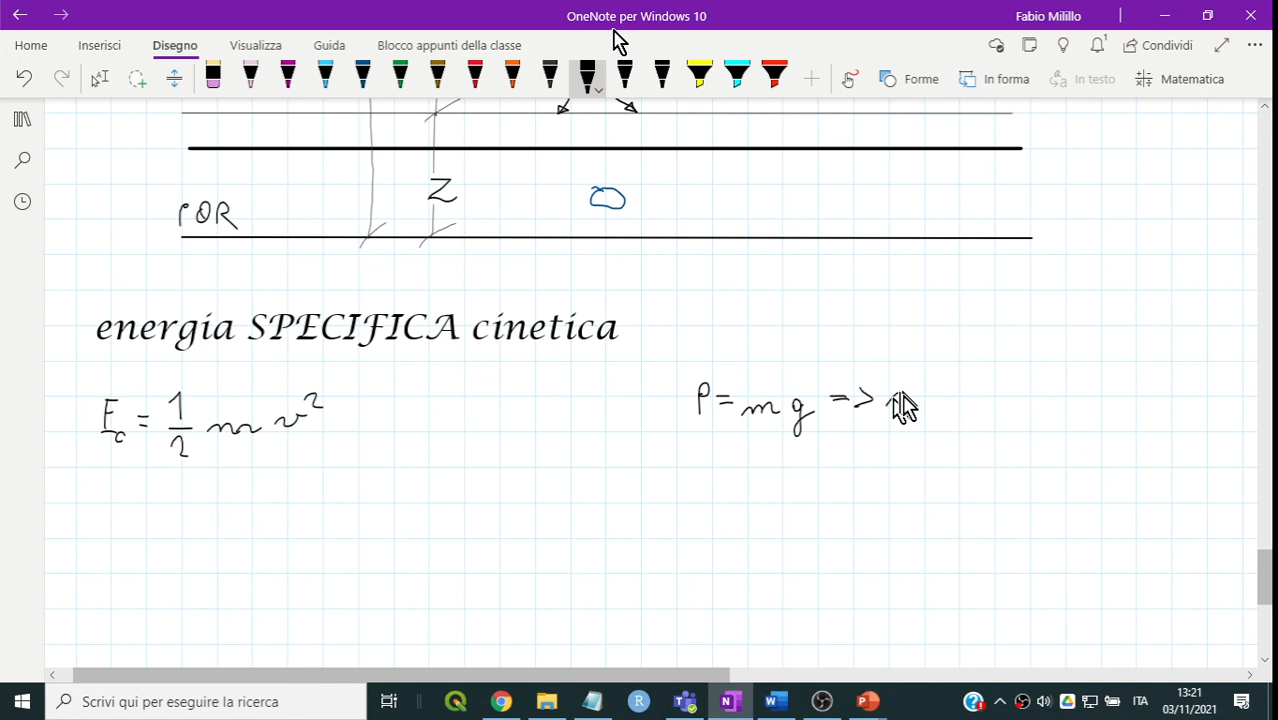 OneNote per Windows 10
Fabio Milillo
Home Inserisci Disegno Visualizza Guida Blocco appunti della classe
Condividi
Forme In forma In testo Matematica
Z
POR
energia SPECIFICA cinetica
Ec = 1/2 m v²
P = m g =>
Scrivi qui per eseguire la ricerca
ITA
13:21
03/11/2021